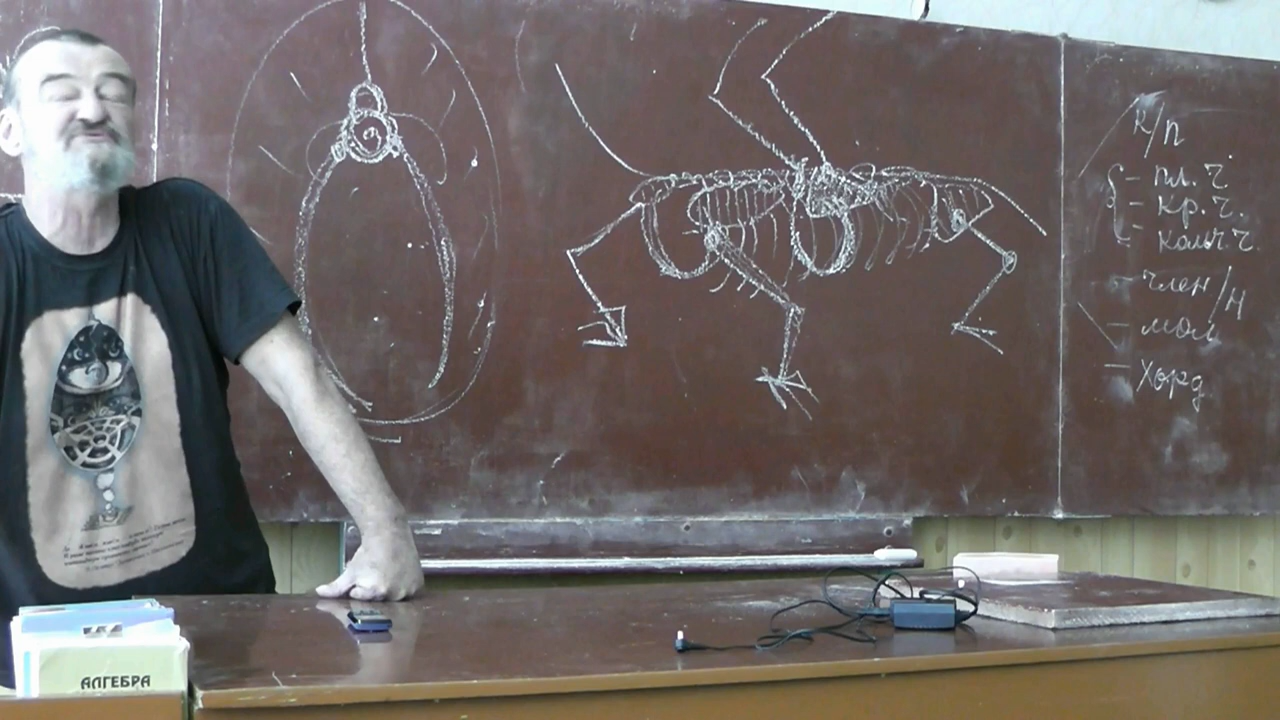 к/п
- пл. ч.
- кр. ч.
- кольч. ч.
- член/н
- мол
- хорд
АЛГЕБРА